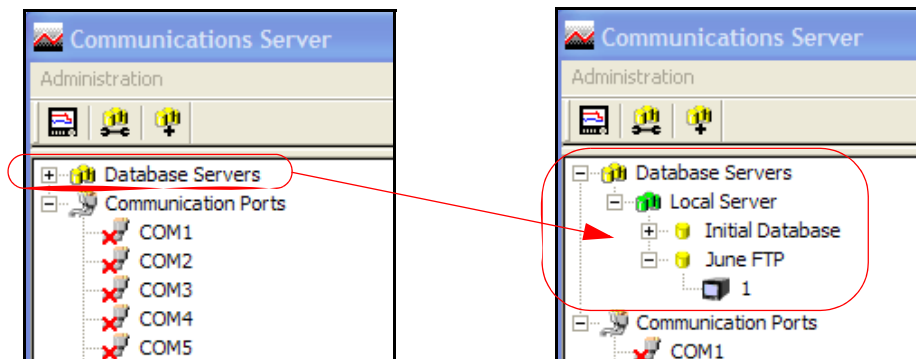 Communications Server
Administration
Database Servers
Communication Ports
COM1
COM2
COM3
COM4
COM5
Communications Server
Administration
Database Servers
Local Server
Initial Database
June FTP
1
Communication Ports
COM1